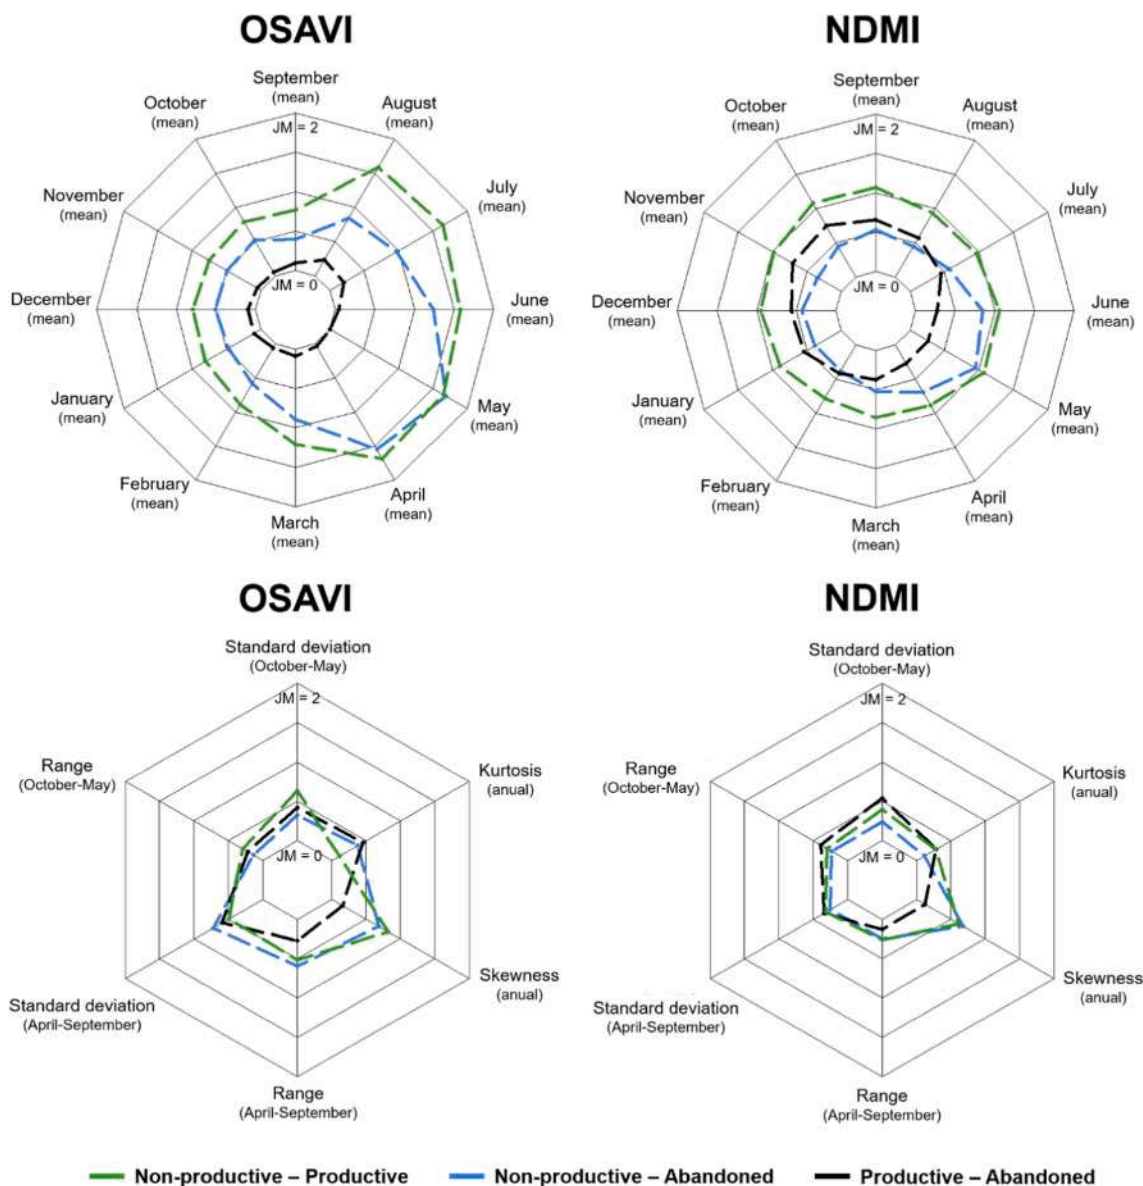 OSAVI
NDMI
September
(mean)
October
(mean)
August
(mean)
JM = 2
November
(mean)
July
(mean)
JM = 0
December
(mean)
June
(mean)
January
(mean)
May
(mean)
February
(mean)
April
(mean)
March
(mean)
September
(mean)
October
(mean)
August
(mean)
JM = 2
November
(mean)
July
(mean)
JM = 0
December
(mean)
June
(mean)
January
(mean)
May
(mean)
February
(mean)
April
(mean)
March
(mean)
OSAVI
NDMI
Standard deviation
(October-May)
JM = 2
Range
(October-May)
Kurtosis
(anual)
JM = 0
Skewness
(anual)
Standard deviation
(April-September)
Range
(April-September)
Standard deviation
(October-May)
JM = 2
Range
(October-May)
Kurtosis
(anual)
JM = 0
Skewness
(anual)
Standard deviation
(April-September)
Range
(April-September)
Non-productive – Productive
Non-productive – Abandoned
Productive – Abandoned